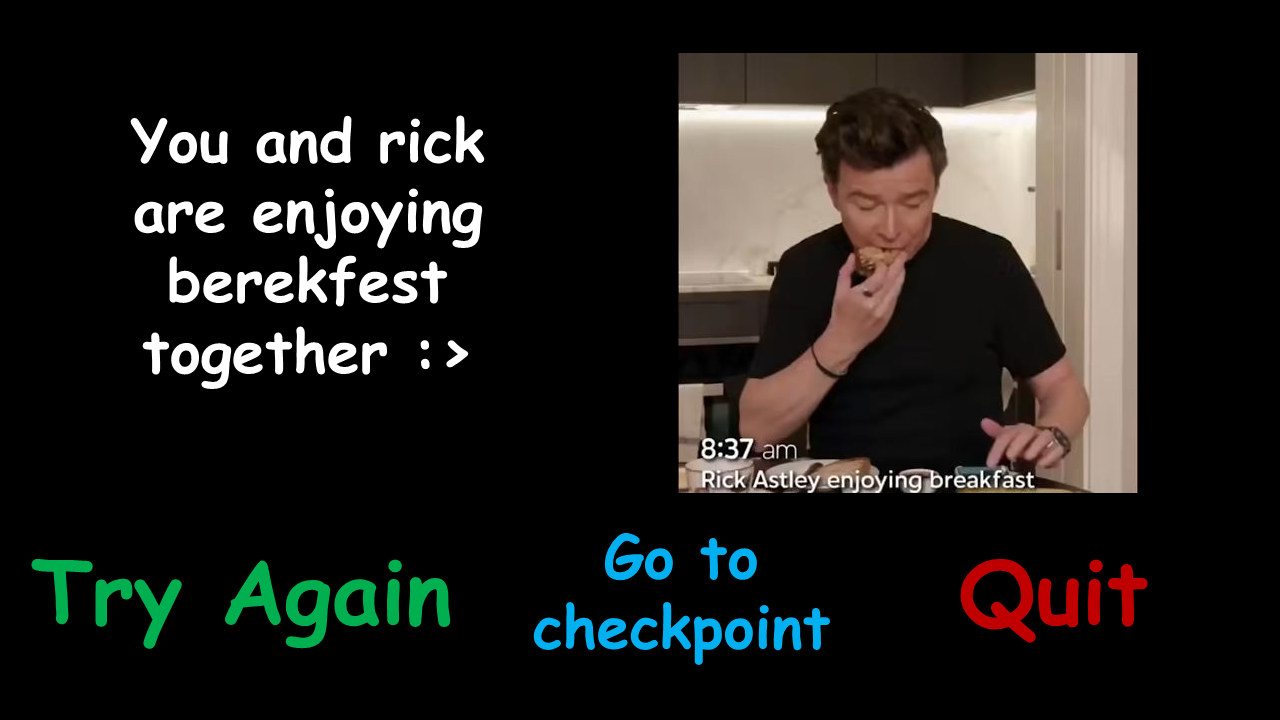 You and rick
are enjoying
berekfest
together :>
8:37 am
Rick Astley enjoying breakfast
Try Again
Go to
checkpoint
Quit